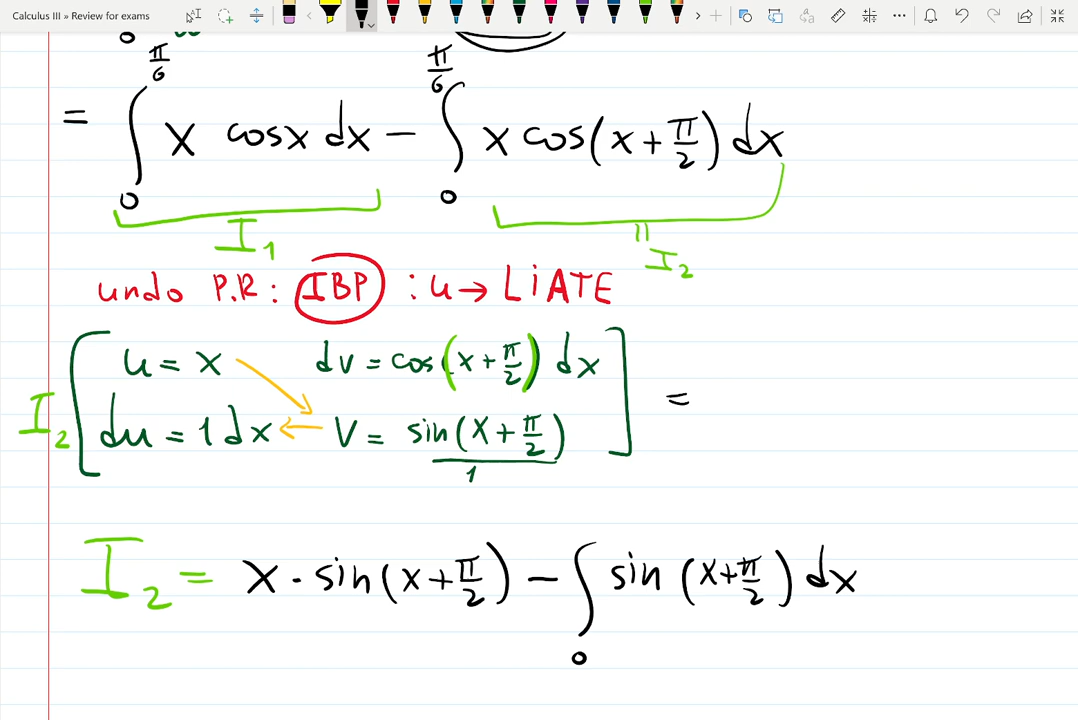 Calculus III » Review for exams
= ∫₀^(π/6) x cosx dx − ∫₀^(π/6) x cos(x + π/2) dx
I₁ = I₂
undo P.R : IBP : u → LiATE
I₂ [ u = x dv = cos(x + π/2) dx
du = 1 dx v = sin(x + π/2)/1 ] =
I₂ = x · sin(x + π/2) − ∫₀ sin (x + π/2) dx